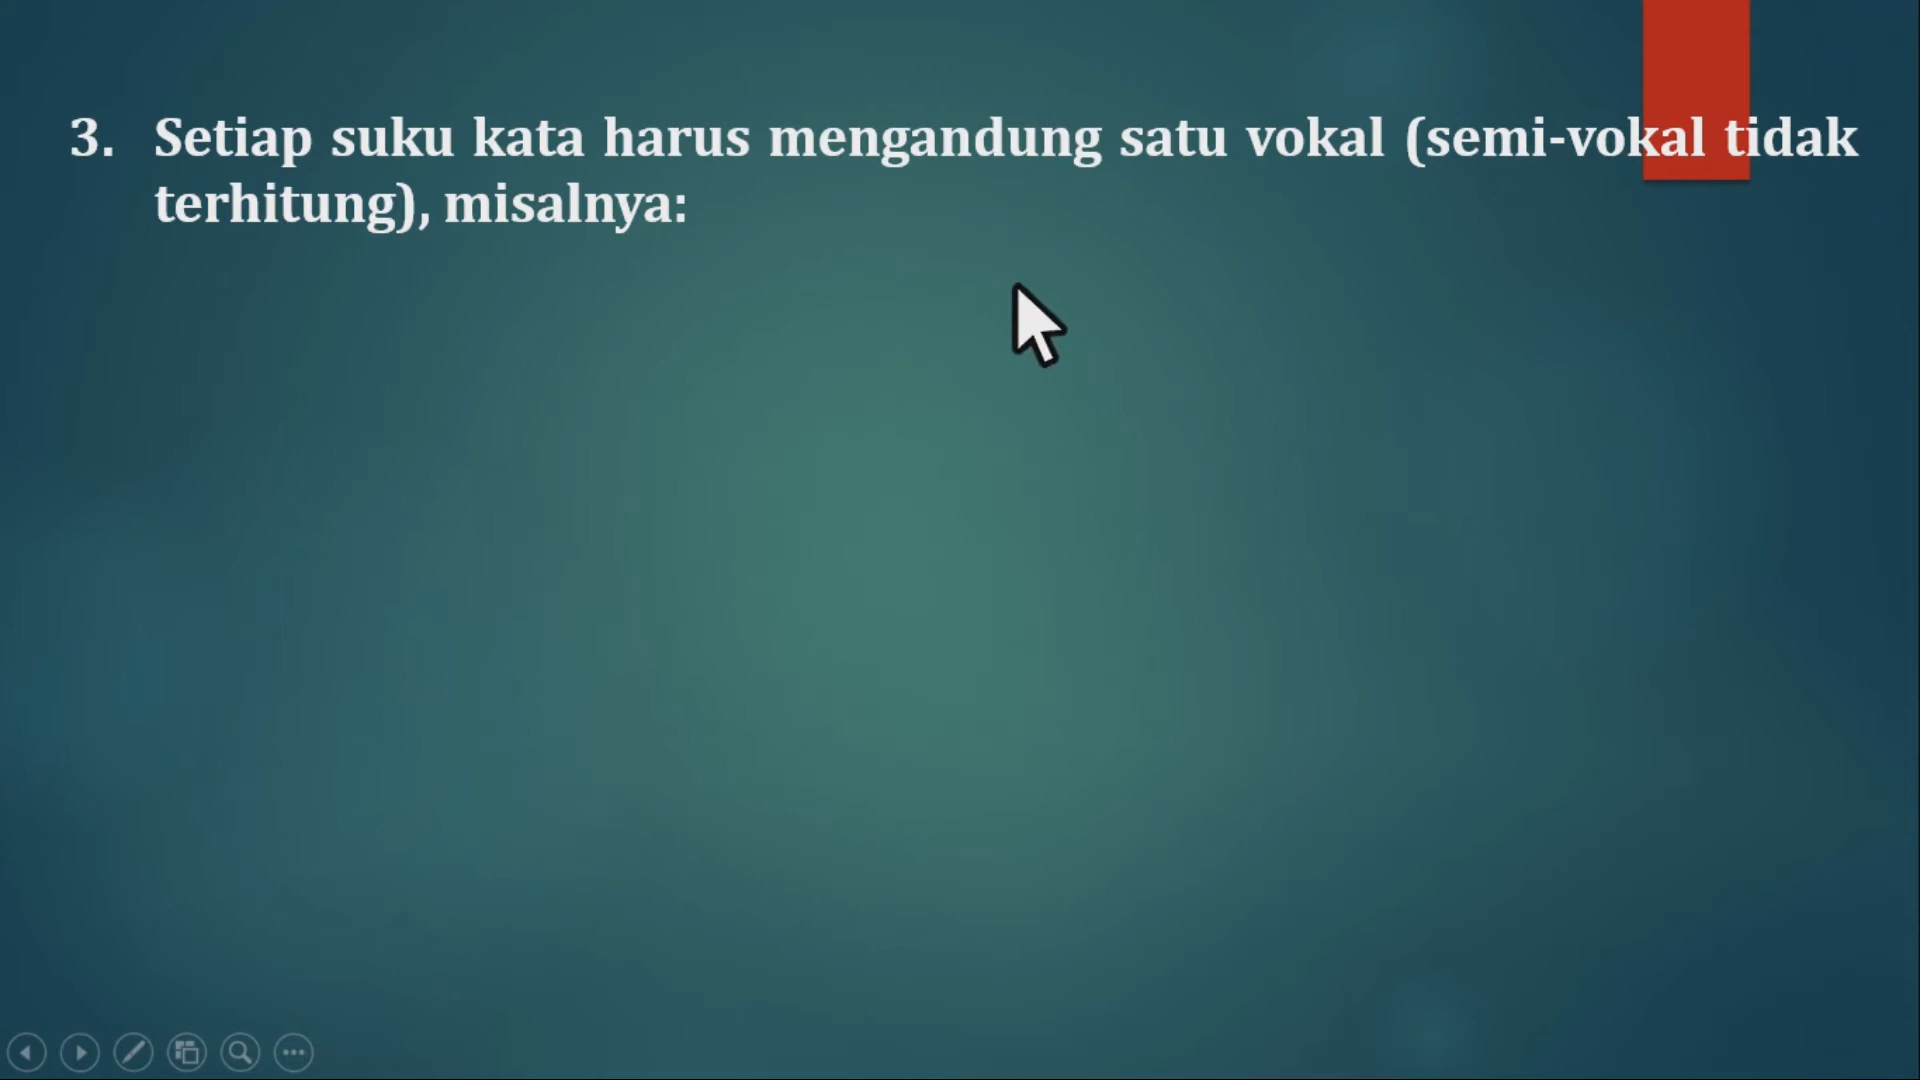 3. Setiap suku kata harus mengandung satu vokal (semi-vokal tidak
terhitung), misalnya: